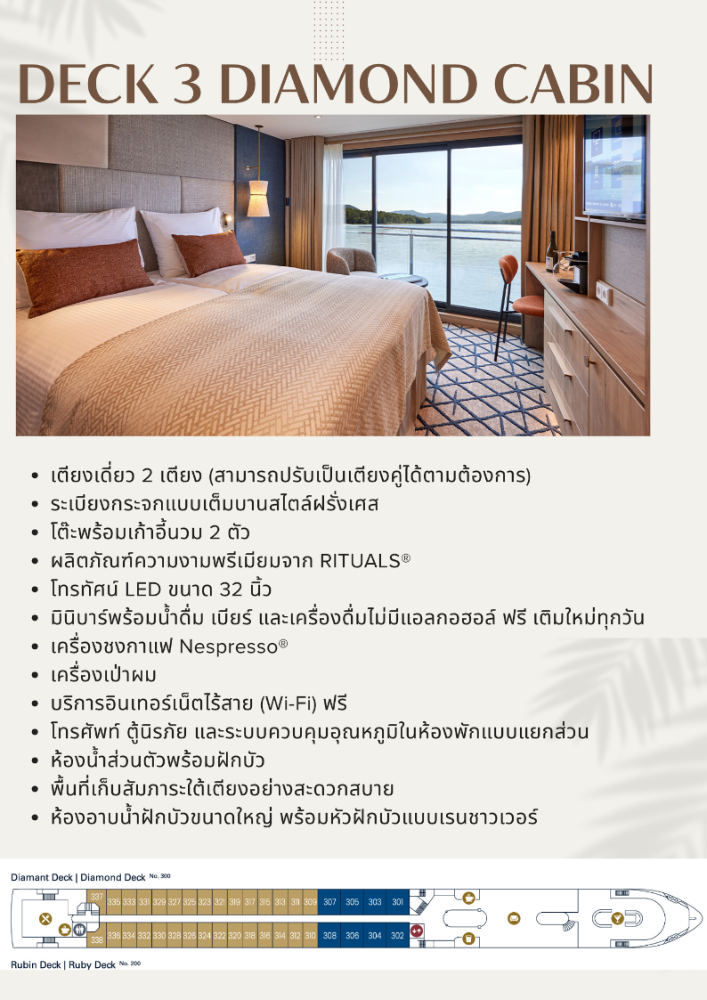 DECK 3 DIAMOND CABIN
• เตียงเดี่ยว 2 เตียง (สามารถปรับเป็นเตียงคู่ได้ตามต้องการ)
• ระเบียงกระจกแบบเต็มบานสไตล์ฝรั่งเศส
• โต๊ะพร้อมเก้าอี้นวม 2 ตัว
• ผลิตภัณฑ์ความงามพรีเมียมจาก RITUALS®
• โทรทัศน์ LED ขนาด 32 นิ้ว
• มินิบาร์พร้อมน้ำดื่ม เบียร์ และเครื่องดื่มไม่มีแอลกอฮอล์ ฟรี เติมใหม่ทุกวัน
• เครื่องชงกาแฟ Nespresso®
• เครื่องเป่าผม
• บริการอินเทอร์เน็ตไร้สาย (Wi-Fi) ฟรี
• โทรศัพท์ ตู้นิรภัย และระบบควบคุมอุณหภูมิในห้องพักแบบแยกส่วน
• ห้องน้ำส่วนตัวพร้อมฝักบัว
• พื้นที่เก็บสัมภาระใต้เตียงอย่างสะดวกสบาย
• ห้องอาบน้ำฝักบัวขนาดใหญ่ พร้อมหัวฝักบัวแบบเรนชาวเวอร์
Diamant Deck | Diamond Deck No. 300
337 335 333 331 329 327 325 323 321 319 317 315 313 311 309 307 305 303 301
338 336 334 332 330 328 326 324 322 320 318 316 314 312 310 308 306 304 302
Rubin Deck | Ruby Deck No. 200